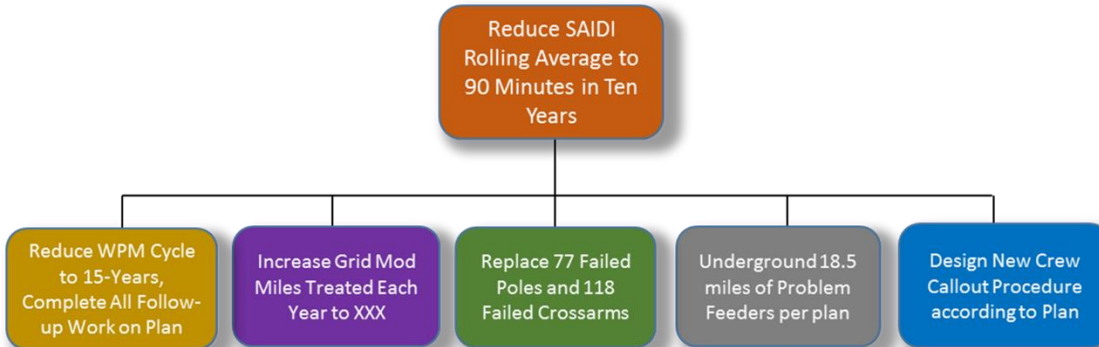 Reduce SAIDI
Rolling Average to
90 Minutes in Ten
Years
Reduce WPM Cycle
to 15-Years,
Complete All Follow-
up Work on Plan
Increase Grid Mod
Miles Treated Each
Year to XXX
Replace 77 Failed
Poles and 118
Failed Crossarms
Underground 18.5
miles of Problem
Feeders per plan
Design New Crew
Callout Procedure
according to Plan